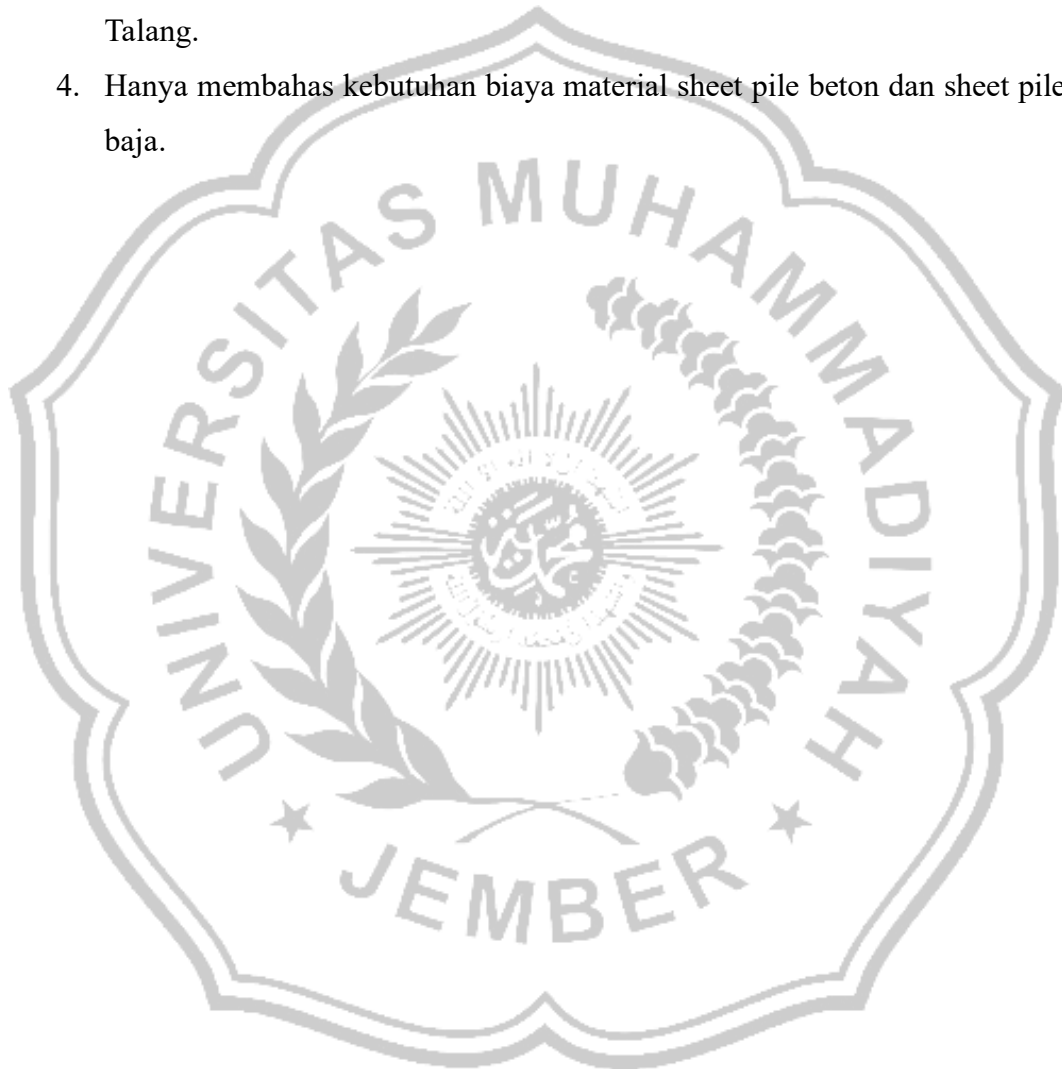 Talang.
4. Hanya membahas kebutuhan biaya material sheet pile beton dan sheet pile
baja.
UNIVERSITAS MUHAMMADIYAH
JEMBER